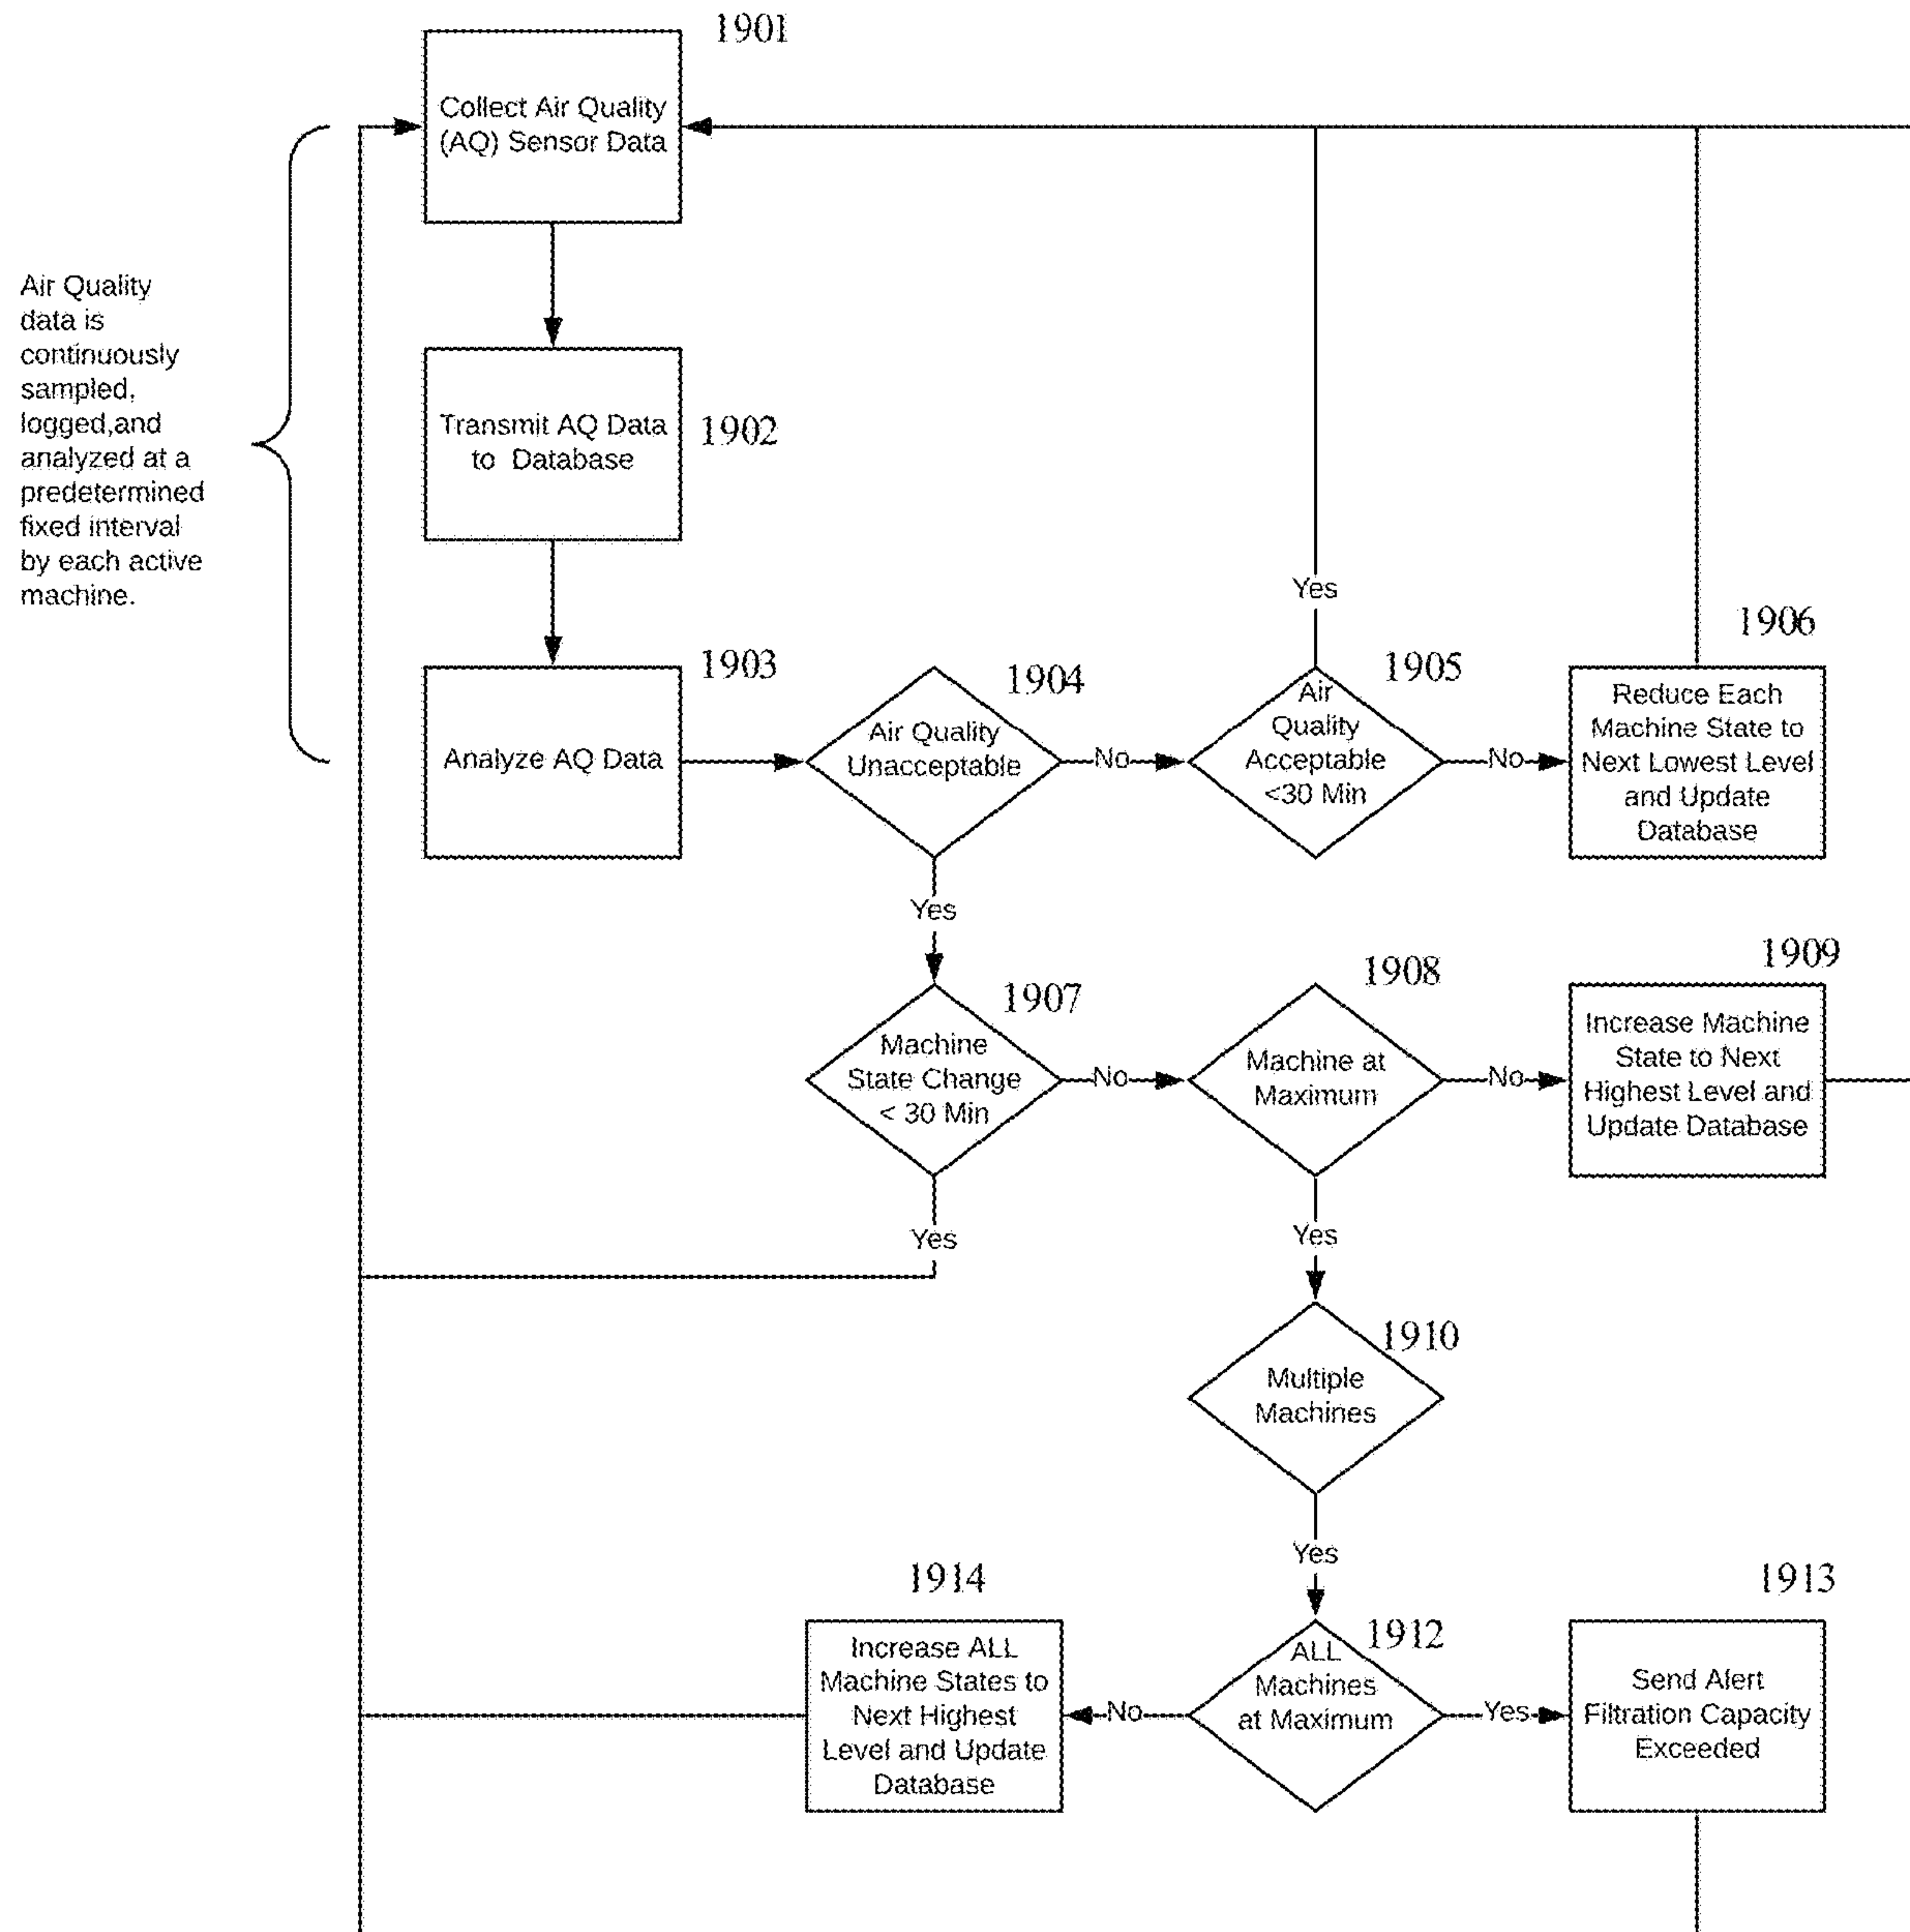 1901
Collect Air Quality
(AQ) Sensor Data
Air Quality
data is
continuously
sampled,
logged,and
analyzed at a
predetermined
fixed interval
by each active
machine.
Transmit AQ Data
to Database
1902
Analyze AQ Data
1903
Air Quality
Unacceptable
1904
No
Yes
Air
Quality
Acceptable
<30 Min
1905
Yes
No
1906
Reduce Each
Machine State to
Next Lowest Level
and Update
Database
Machine
State Change
< 30 Min
1907
No
Yes
1908
Machine at
Maximum
No
Yes
1909
Increase Machine
State to Next
Highest Level and
Update Database
1910
Multiple
Machines
Yes
1912
ALL
Machines
at Maximum
No
Yes
1914
Increase ALL
Machine States to
Next Highest
Level and Update
Database
1913
Send Alert
Filtration Capacity
Exceeded